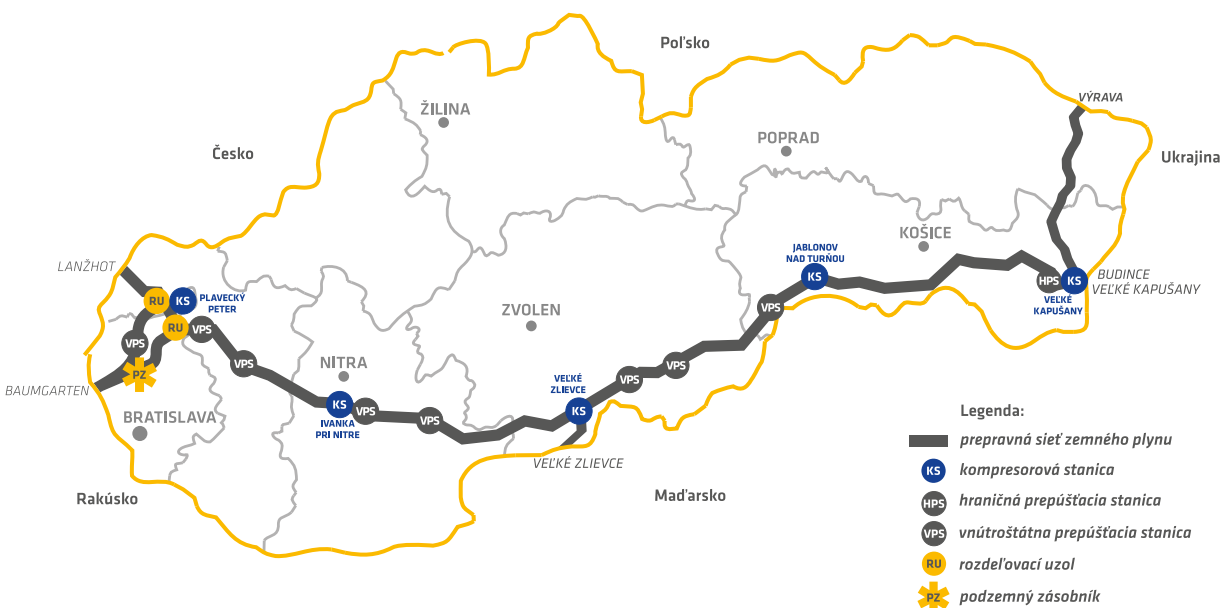 Poľsko
VÝRAVA
ŽILINA
POPRAD
Česko
Ukrajina
KOŠICE
JABLONOV
NAD TURŇOU
KS
LANŽHOT
RU
KS
PLAVECKÝ
PETER
HPS
KS
BUDINCE
VEĽKÉ KAPUŠANY
VEĽKÉ
KAPUŠANY
ZVOLEN
VPS
RU
VPS
VPS
VPS
NITRA
VPS
VPS
VPS
PZ
BAUMGARTEN
VEĽKÉ
ZLIEVCE
KS
KS
VPS
VPS
IVANKA
PRI NITRE
BRATISLAVA
VEĽKÉ ZLIEVCE
Rakúsko
Maďarsko
Legenda:
prepravná sieť zemného plynu
KS kompresorová stanica
HPS hraničná prepúšťacia stanica
VPS vnútroštátna prepúšťacia stanica
RU rozdeľovací uzol
PZ podzemný zásobník